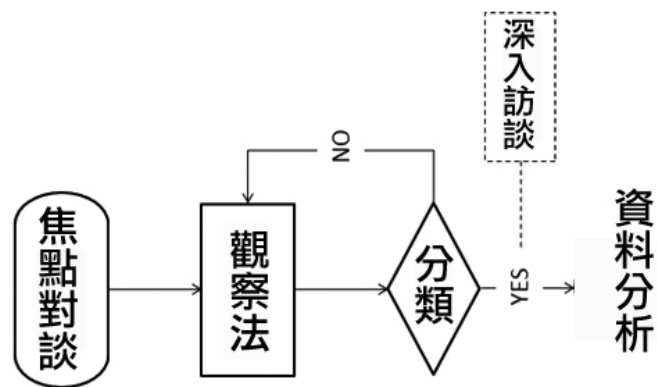 焦點對談
觀察法
NO
分類
深入訪談
YES
資料分析